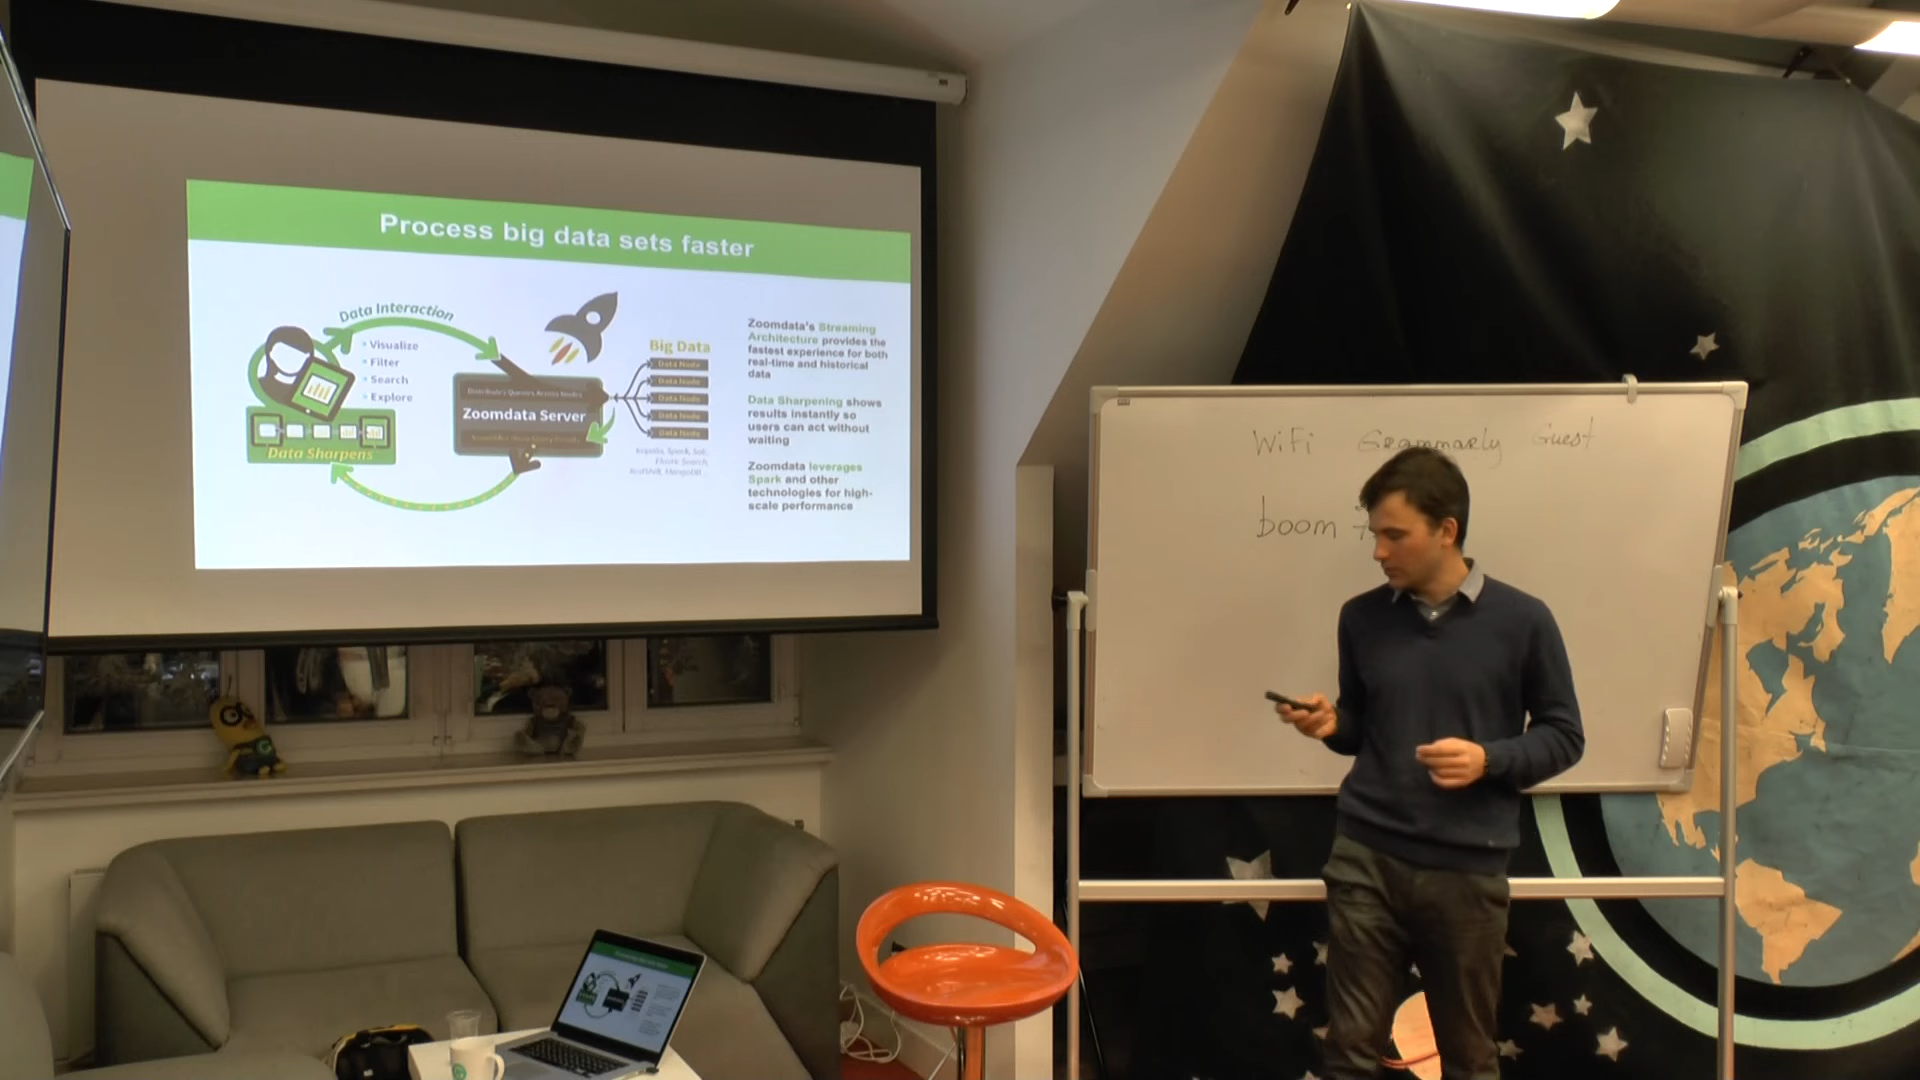 Process big data sets faster
Data Interaction
Visualize
Filter
Search
Explore
Data Sharpens
Zoomdata Server
Big Data
Data Node
Data Node
Data Node
Data Node
Data Node
Zoomdata's Streaming
Architecture provides the
fastest experience for both
real-time and historical
data
Data Sharpening shows
results instantly so
users can act without
waiting
Zoomdata leverages
Spark and other
technologies for high-
scale performance
WiFi Grammarly Guest
boom